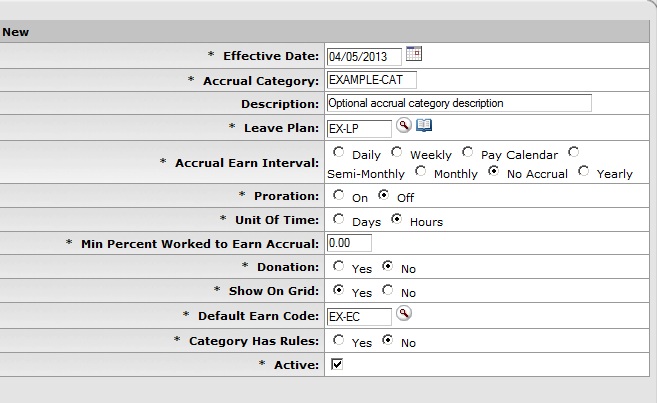 New
* Effective Date: 04/05/2013
* Accrual Category: EXAMPLE-CAT
Description: Optional accrual category description
* Leave Plan: EX-LP
* Accrual Earn Interval: Daily Weekly Pay Calendar
Semi-Monthly Monthly No Accrual Yearly
* Proration: On Off
* Unit Of Time: Days Hours
* Min Percent Worked to Earn Accrual: 0.00
* Donation: Yes No
* Show On Grid: Yes No
* Default Earn Code: EX-EC
* Category Has Rules: Yes No
* Active: